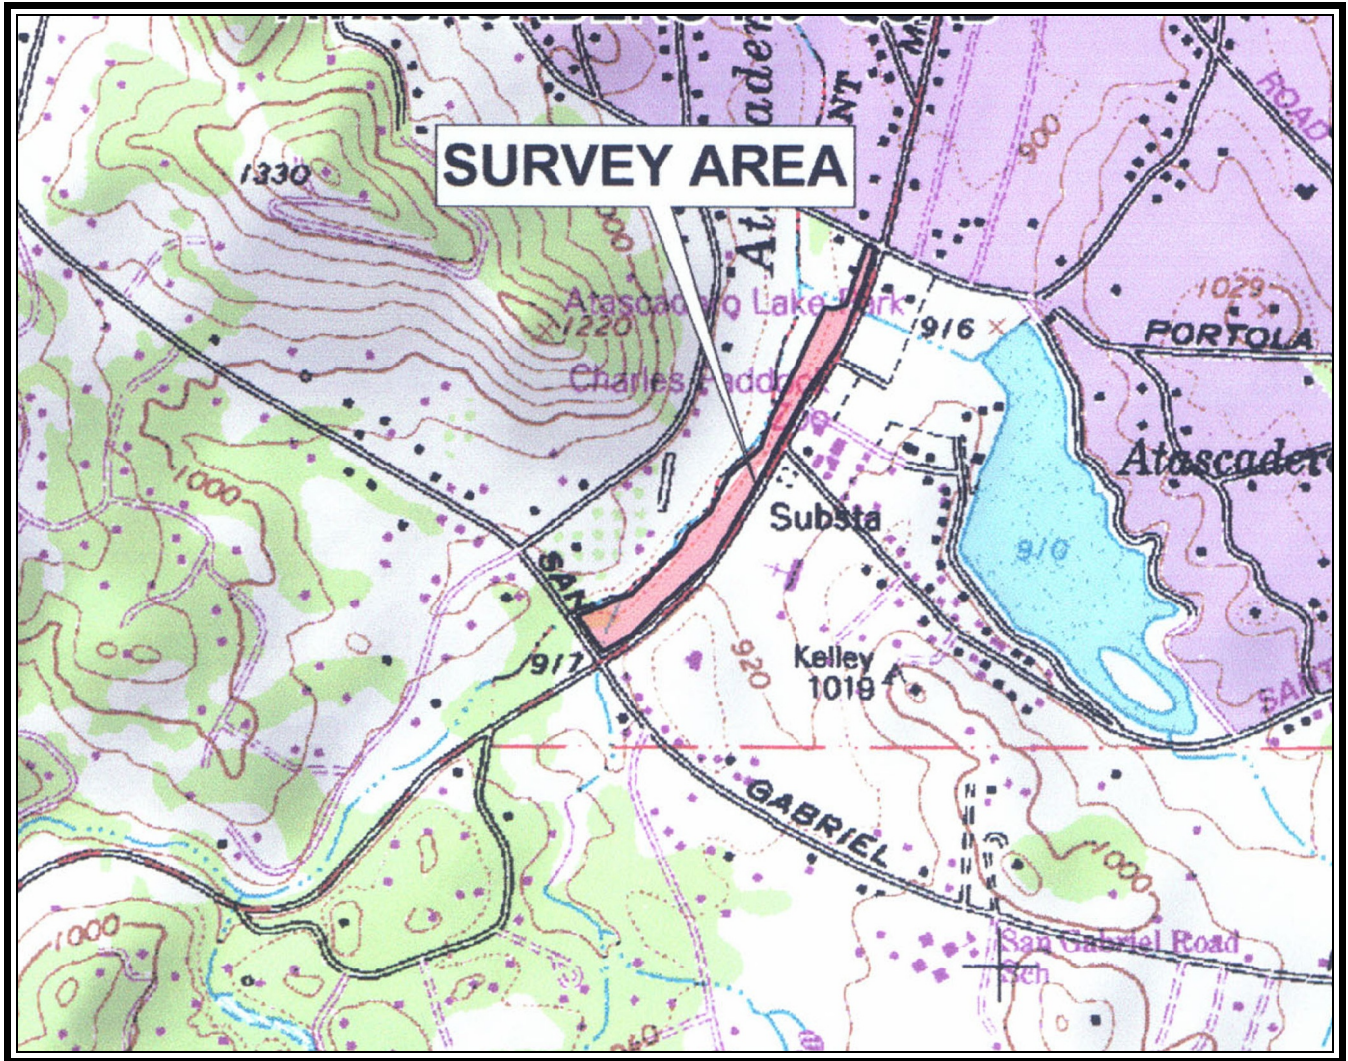 ROAD
NT
900
1330
SURVEY AREA
1029
Atascadero Lake Park
916
1220
PORTOLA
Charles Paddock
Zoo
Atascadero
1000
Substa
910
SAN
917
920
Kelley
1019
GABRIEL
1000
1000
San Gabriel Road
Sch